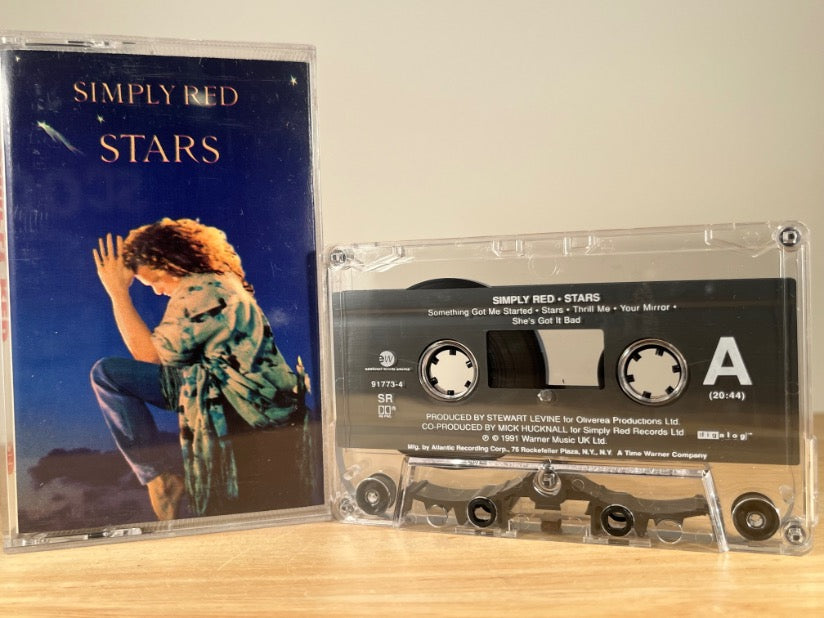 SIMPLY RED
STARS
SIMPLY RED • STARS
Something Got Me Started • Stars • Thrill Me • Your Mirror •
She's Got It Bad
ew
91773-4
SR
A
(20:44)
PRODUCED BY STEWART LEVINE for Oliverea Productions Ltd.
CO-PRODUCED BY MICK HUCKNALL for Simply Red Records Ltd
℗ © 1991 Warner Music UK Ltd.
digalog
Mfg. by Atlantic Recording Corp., 75 Rockefeller Plaza, N.Y., N.Y. A Time Warner Company